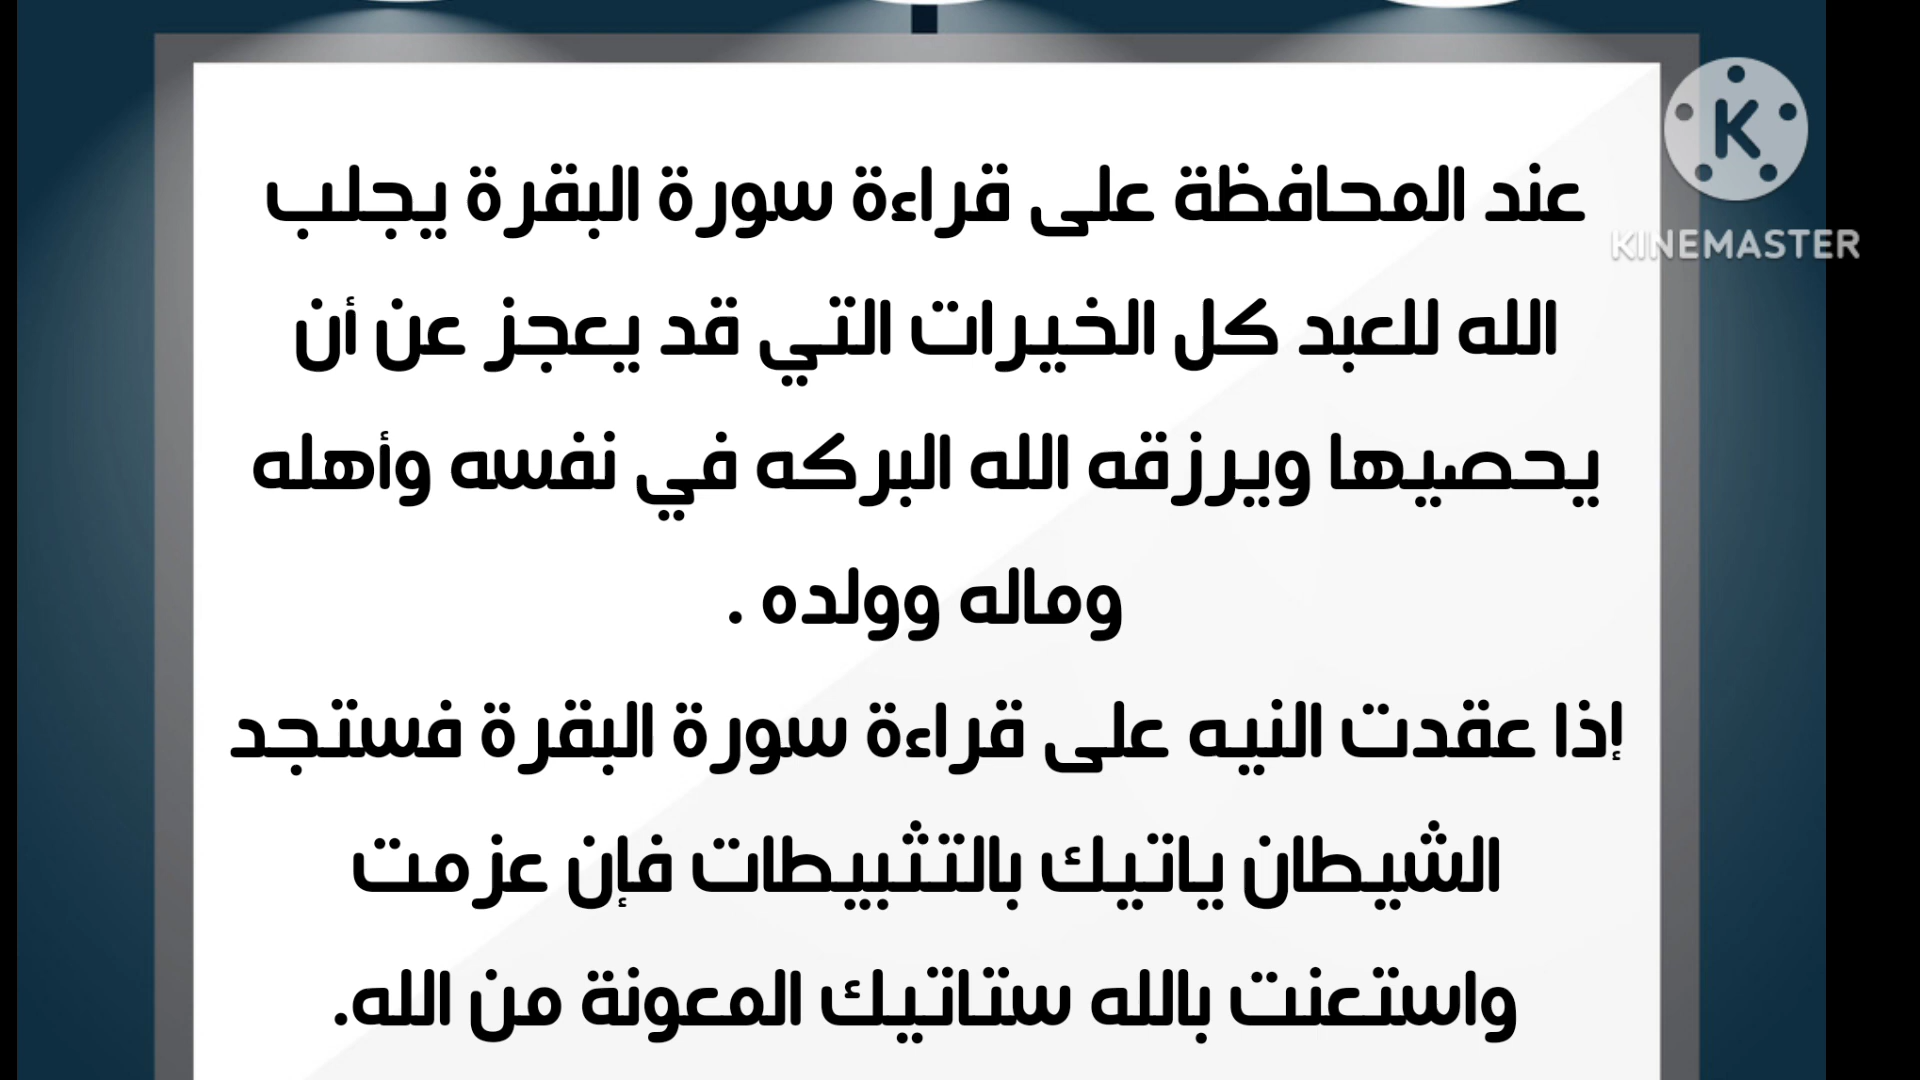 عند المحافظة على قراءة سورة البقرة يجلب
الله للعبد كل الخيرات التي قد يعجز عن أن
يحصيها ويرزقه الله البركه في نفسه وأهله
وماله وولده .
إذا عقدت النيه على قراءة سورة البقرة فستجد
الشيطان ياتيك بالتثبيطات فإن عزمت
واستعنت بالله ستاتيك المعونة من الله.
K
KINEMASTER